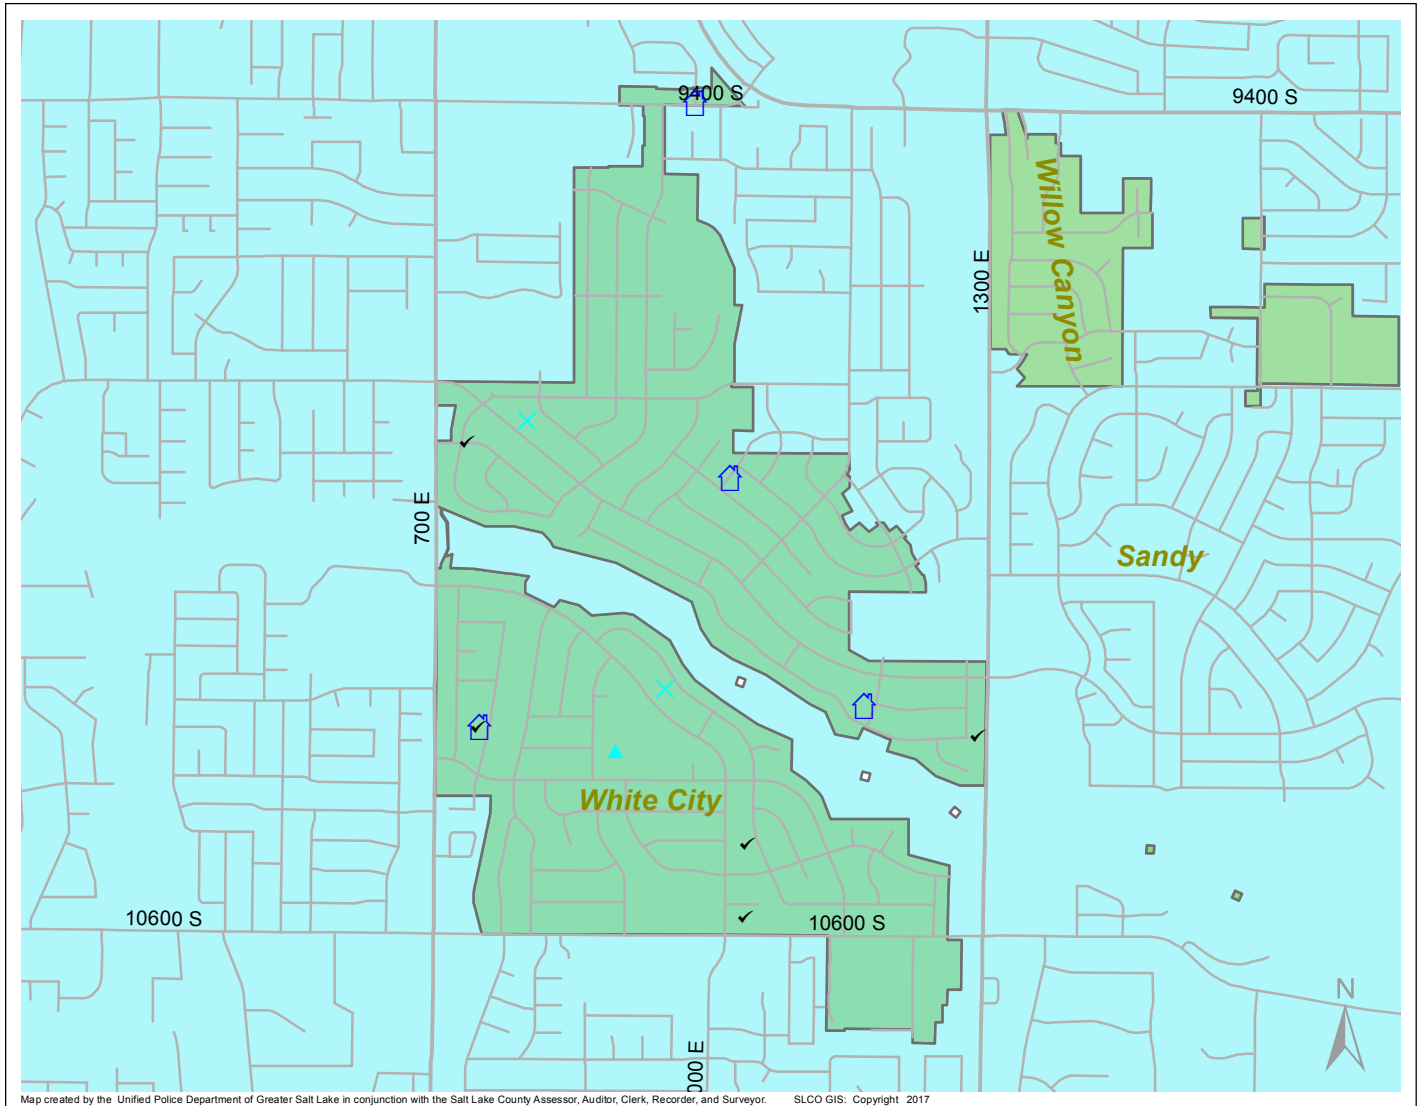 9400 S
9400 S
Willow Canyon
1300 E
700 E
Sandy
White City
10600 S
10600 S
N
000 E
Map created by the Unified Police Department of Greater Salt Lake in conjunction with the Salt Lake County Assessor, Auditor, Clerk, Recorder, and Surveyor. SLCO GIS: Copyright 2017